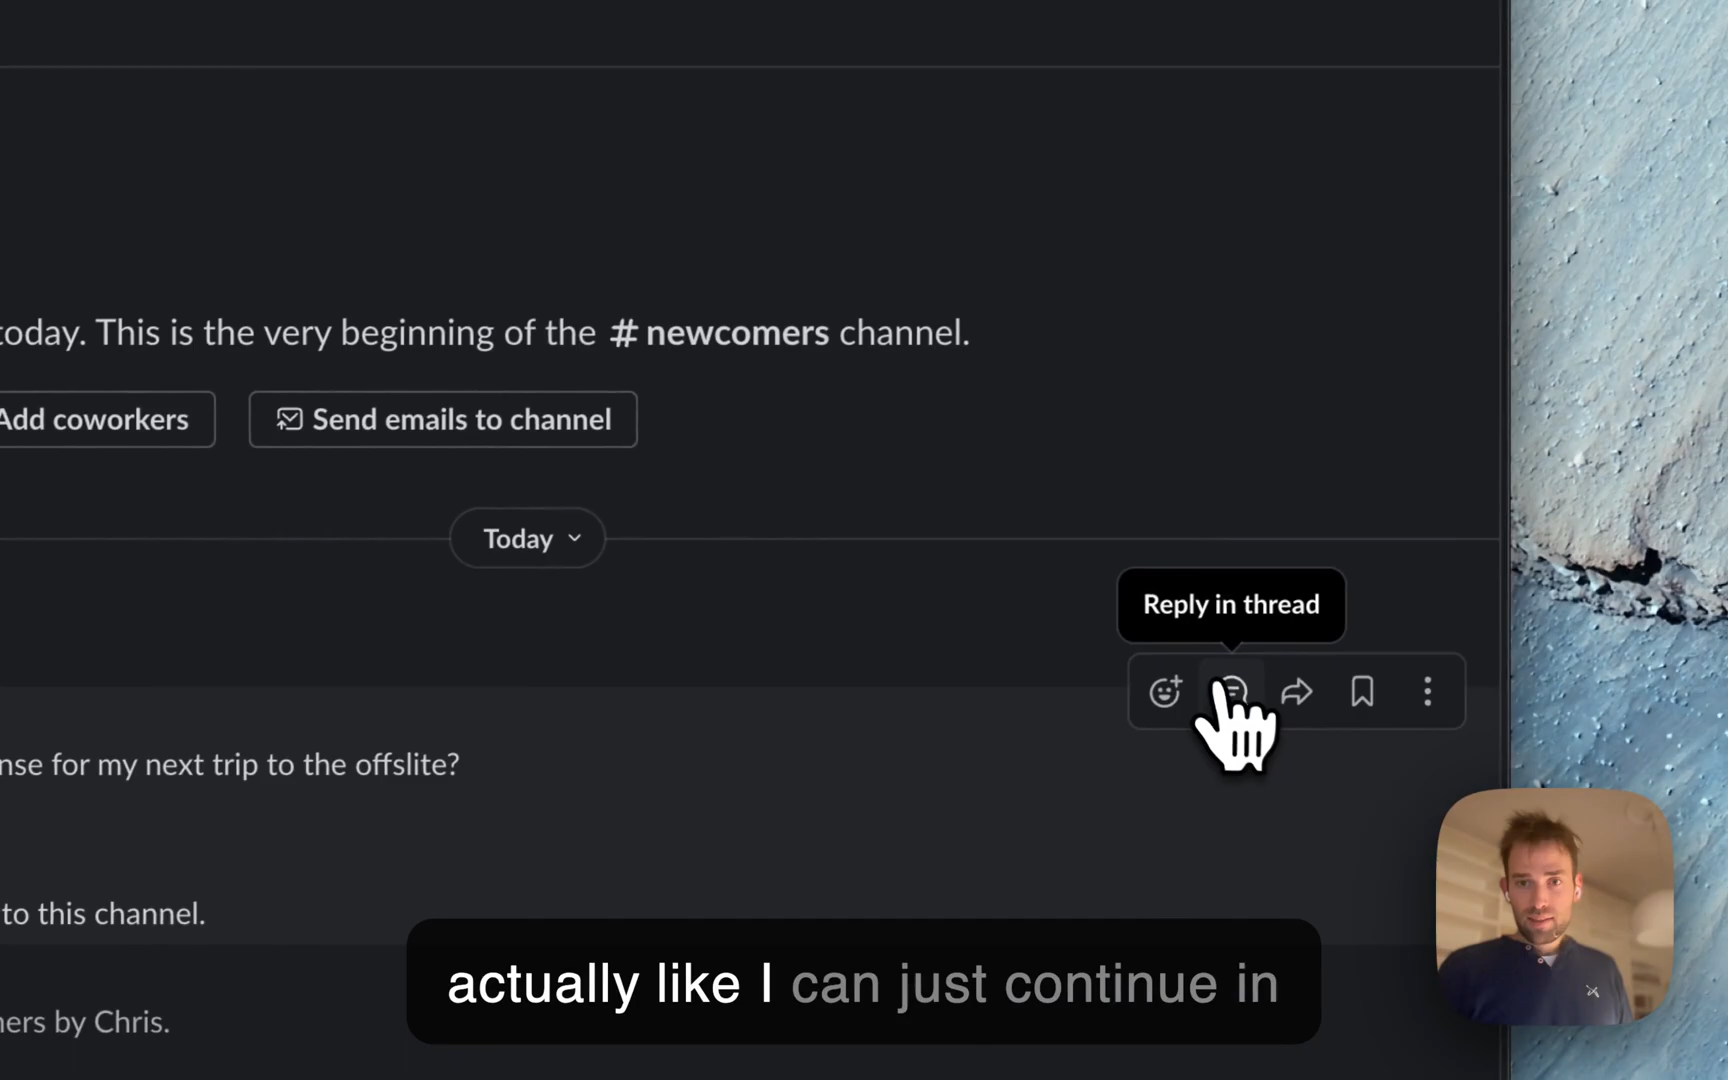 today. This is the very beginning of the # newcomers channel.
Add coworkers
Send emails to channel
Today
Reply in thread
nse for my next trip to the offslite?
to this channel.
ners by Chris.
actually like I can just continue in